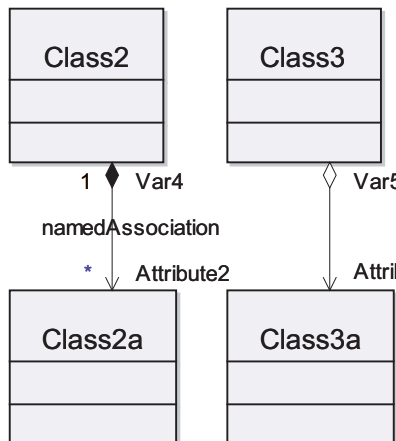 Class2
Class3
1 Var4
Var5
namedAssociation
* Attribute2
Class2a
Class3a